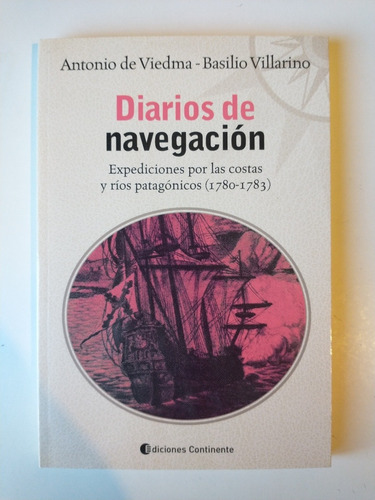 Antonio de Viedma - Basilio Villarino
Diarios de
navegación
Expediciones por las costas
y ríos patagónicos (1780-1783)
Ediciones Continente